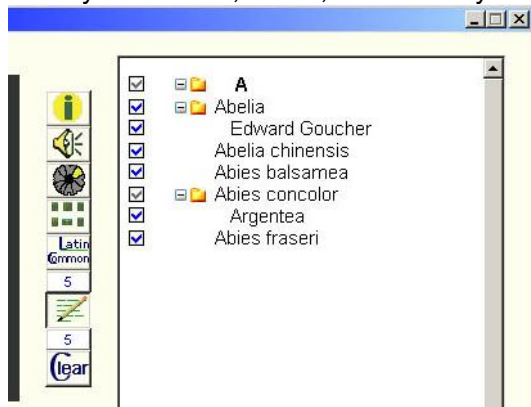 A
Abelia
Edward Goucher
Abelia chinensis
Abies balsamea
Abies concolor
Argentea
Abies fraseri
i
Latin
Common
5
5
Clear